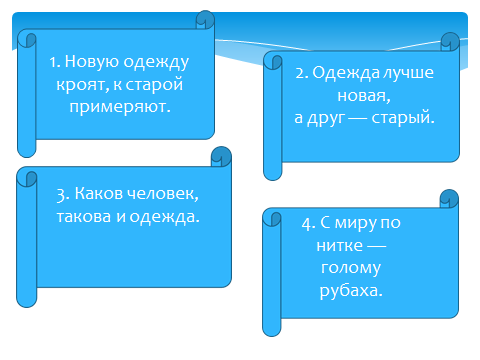 1. Новую одежду
кроят, к старой
примеряют.
2. Одежда лучше
новая,
а друг — старый.
3. Каков человек,
такова и одежда.
4. С миру по
нитке —
голому
рубаха.